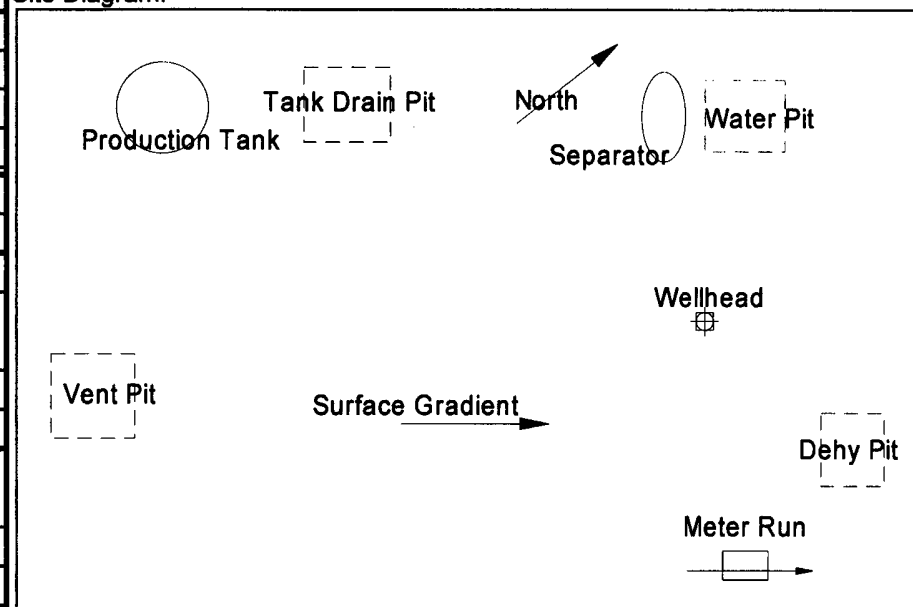 Site Diagram:
Tank Drain Pit
North
Water Pit
Production Tank
Separator
Wellhead
Vent Pit
Surface Gradient
Dehy Pit
Meter Run